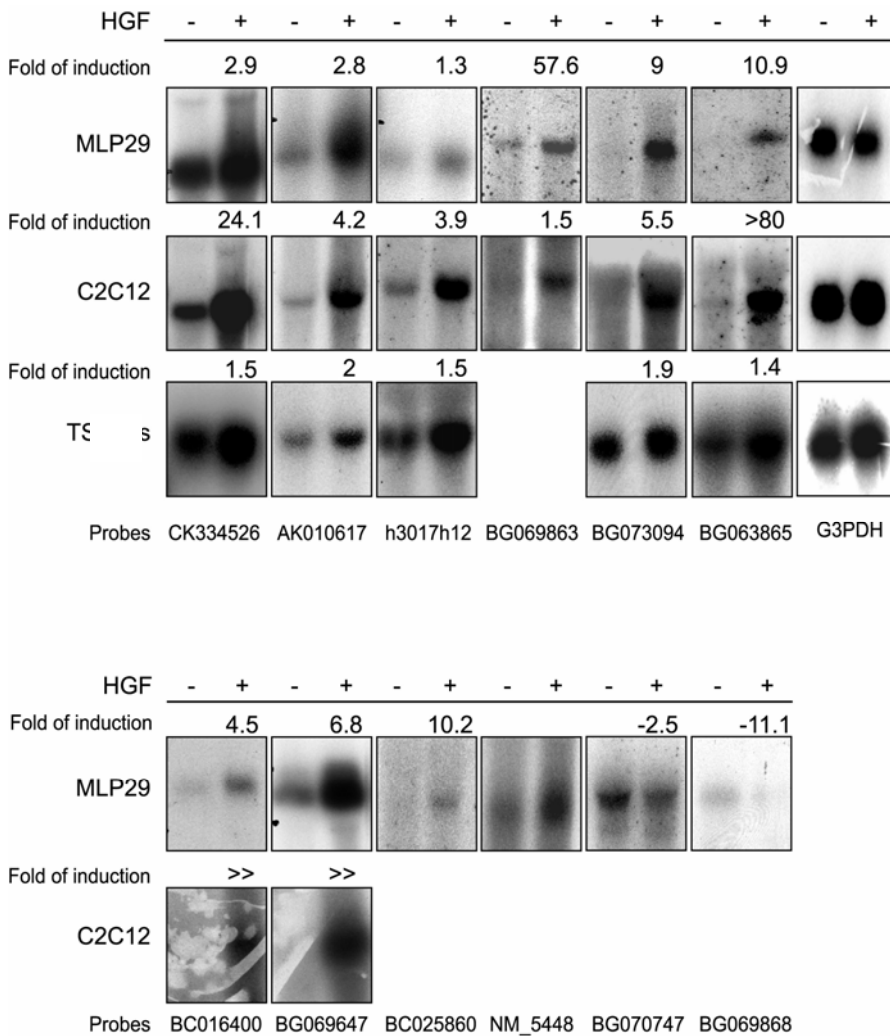 HGF - + - + - + - + - + - + - +
Fold of induction 2.9 2.8 1.3 57.6 9 10.9
MLP29
Fold of induction 24.1 4.2 3.9 1.5 5.5 >80
C2C12
Fold of induction 1.5 2 1.5 1.9 1.4
Probes CK334526 AK010617 h3017h12 BG069863 BG073094 BG063865 G3PDH
HGF - + - + - + - + - + - +
Fold of induction 4.5 6.8 10.2 -2.5 -11.1
MLP29
Fold of induction >> >>
C2C12
Probes BC016400 BG069647 BC025860 NM_5448 BG070747 BG069868